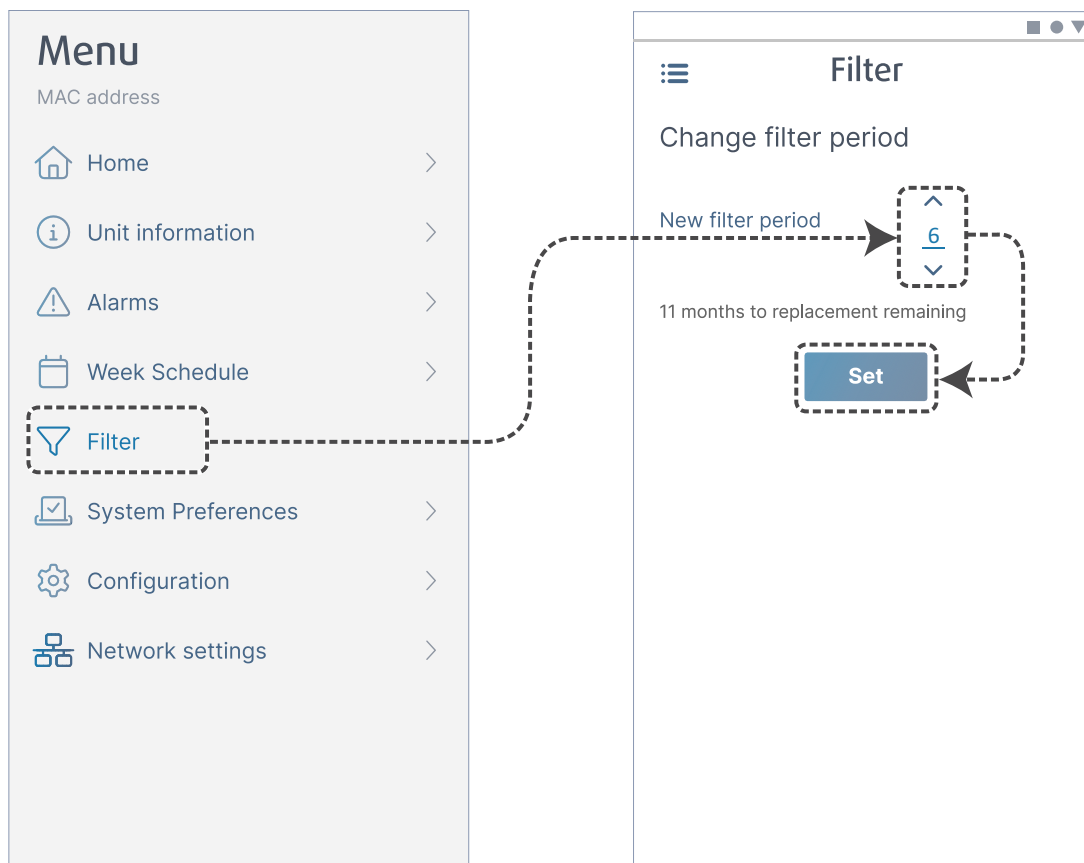 Menu
MAC address
Home
Unit information
Alarms
Week Schedule
Filter
System Preferences
Configuration
Network settings
Filter
Change filter period
New filter period
6
11 months to replacement remaining
Set